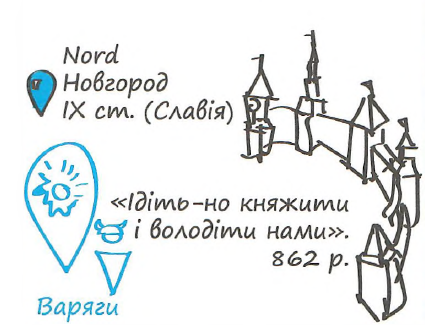 Nord
Новгород
IX ст. (Славія)
«Ідіть-но княжити
і володіти нами».
862 р.
Варяги